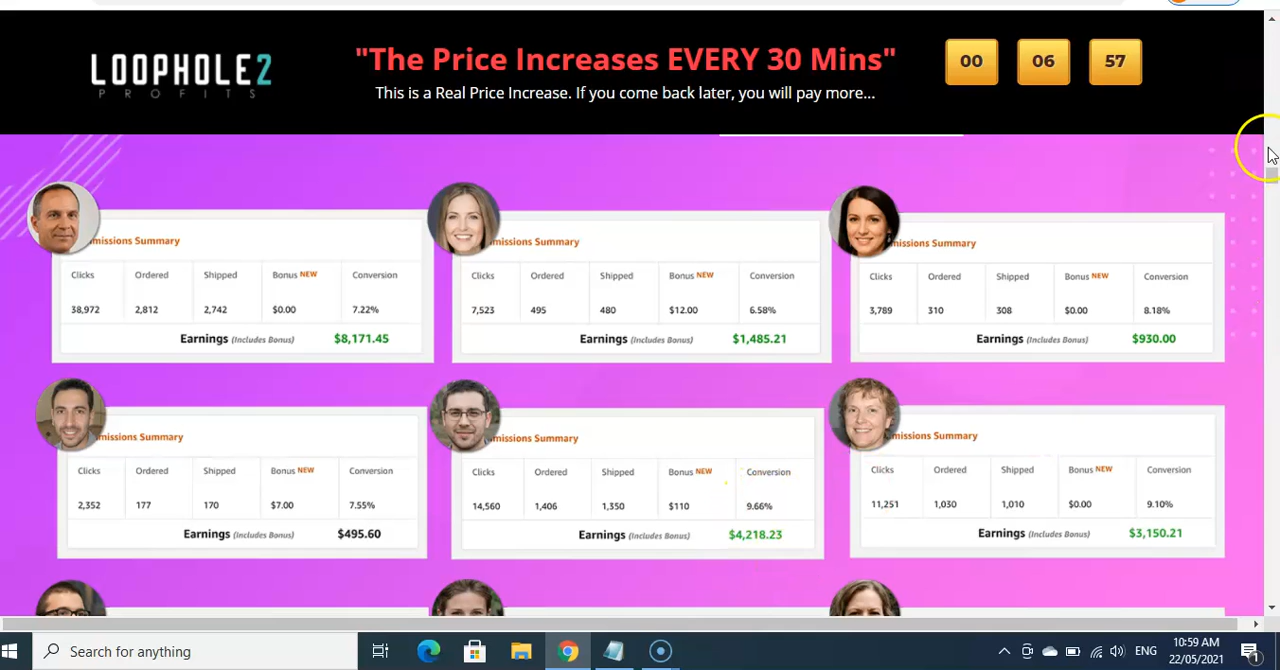 LOOPHOLE2
PROFITS
"The Price Increases EVERY 30 Mins"
This is a Real Price Increase. If you come back later, you will pay more...
00 06 57
missions Summary
Clicks Ordered Shipped Bonus NEW Conversion
38,972 2,812 2,742 $0.00 7.22%
Earnings (Includes Bonus) $8,171.45
missions Summary
Clicks Ordered Shipped Bonus NEW Conversion
7,523 495 480 $12.00 6.58%
Earnings (Includes Bonus) $1,485.21
missions Summary
Clicks Ordered Shipped Bonus NEW Conversion
3,789 310 308 $0.00 8.18%
Earnings (Includes Bonus) $930.00
missions Summary
Clicks Ordered Shipped Bonus NEW Conversion
2,352 177 170 $7.00 7.55%
Earnings (Includes Bonus) $495.60
missions Summary
Clicks Ordered Shipped Bonus NEW Conversion
14,560 1,406 1,350 $110 9.66%
Earnings (Includes Bonus) $4,218.23
missions Summary
Clicks Ordered Shipped Bonus NEW Conversion
11,251 1,030 1,010 $0.00 9.10%
Earnings (Includes Bonus) $3,150.21
Search for anything
ENG
10:59 AM
22/05/2021
1